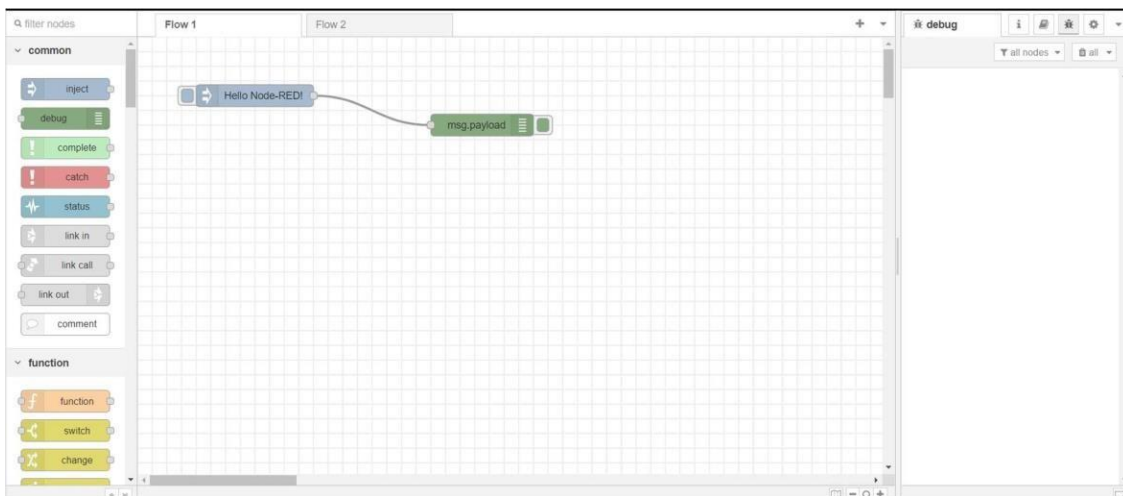 filter nodes
Flow 1
Flow 2
debug
i
common
all nodes
all
inject
Hello Node-RED!
debug
msg.payload
complete
catch
status
link in
link call
link out
comment
function
function
switch
change